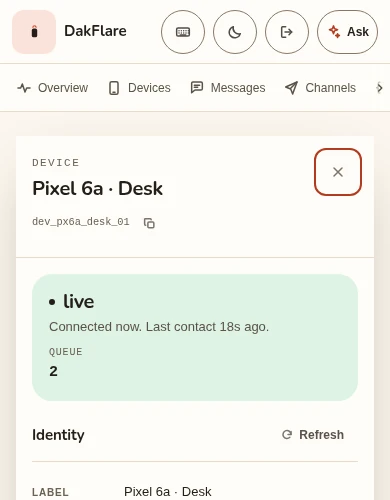 DakFlare
Ask
Overview
Devices
Messages
Channels
DEVICE
Pixel 6a · Desk
dev_px6a_desk_01
live
Connected now. Last contact 18s ago.
QUEUE
2
Identity
Refresh
LABEL
Pixel 6a · Desk